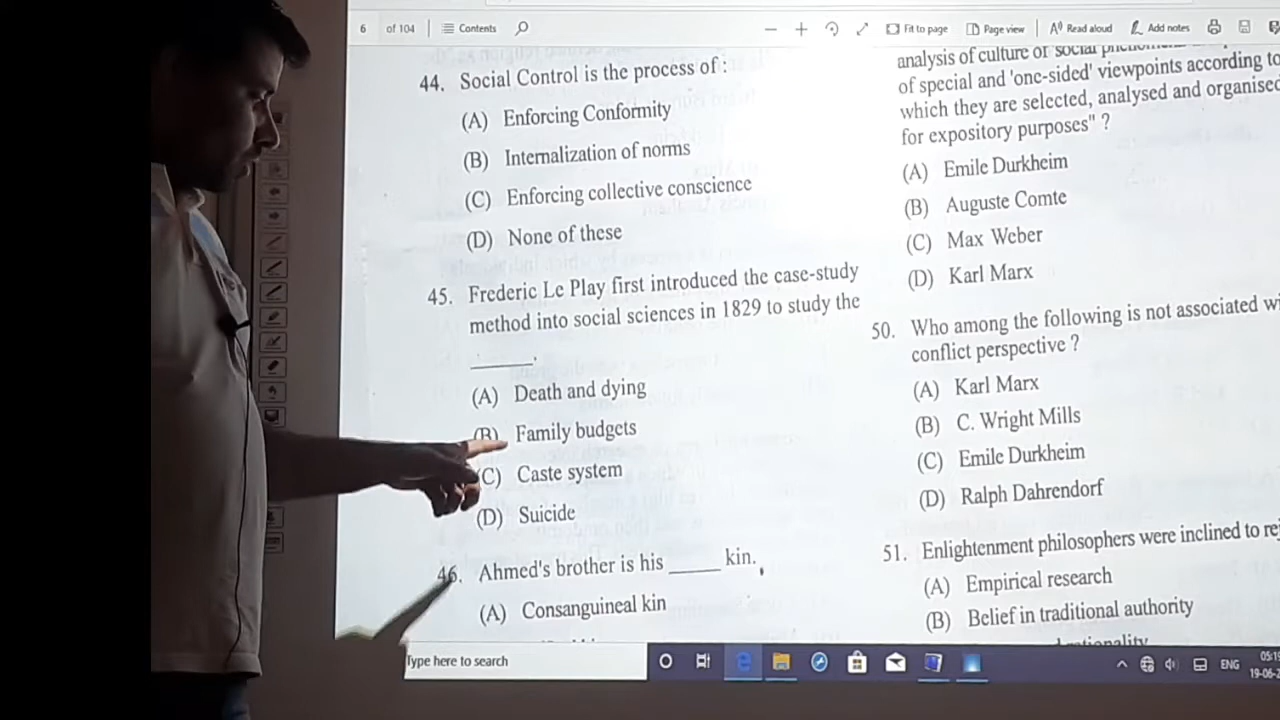 6 of 104 Contents Fit to page Page view Read aloud Add notes
44. Social Control is the process of :
(A) Enforcing Conformity
(B) Internalization of norms
(C) Enforcing collective conscience
(D) None of these
45. Frederic Le Play first introduced the case-study
method into social sciences in 1829 to study the
______.
(A) Death and dying
(B) Family budgets
(C) Caste system
(D) Suicide
46. Ahmed's brother is his _____ kin.
(A) Consanguineal kin
analysis of culture or social
of special and 'one-sided' viewpoints according to
which they are selected, analysed and organised
for expository purposes" ?
(A) Emile Durkheim
(B) Auguste Comte
(C) Max Weber
(D) Karl Marx
50. Who among the following is not associated
conflict perspective ?
(A) Karl Marx
(B) C. Wright Mills
(C) Emile Durkheim
(D) Ralph Dahrendorf
51. Enlightenment philosophers were inclined to
(A) Empirical research
(B) Belief in traditional authority
Type here to search
ENG